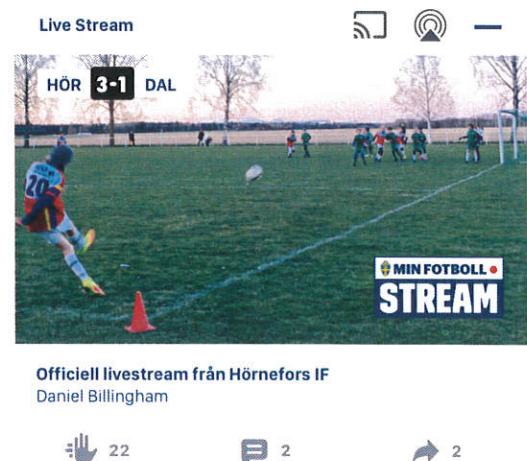 Live Stream
HÖR 3-1 DAL
20
MIN FOTBOLL
STREAM
Officiell livestream från Hörnefors IF
Daniel Billingham
22 2 2